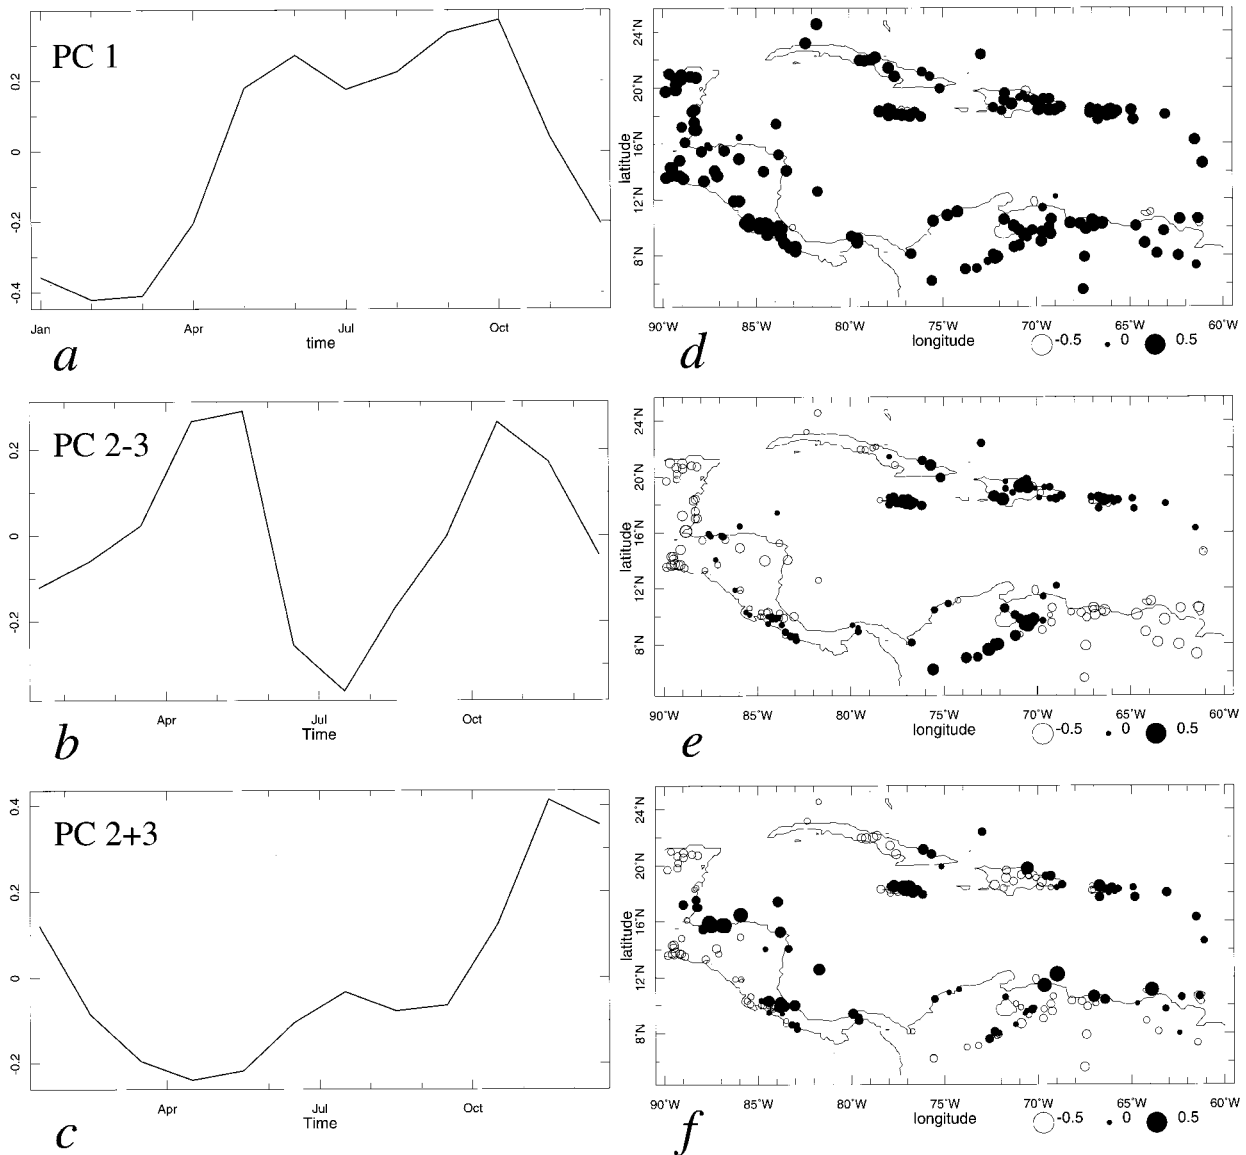 PC 1
0.2
0
-0.2
-0.4
Jan
Apr
Jul
Oct
time
a
24°N
20°N
16°N
12°N
8°N
latitude
90°W
85°W
80°W
75°W
70°W
65°W
60°W
longitude
-0.5
0
0.5
d
PC 2-3
0.2
0
-0.2
Apr
Jul
Oct
Time
b
24°N
20°N
16°N
12°N
8°N
latitude
90°W
85°W
80°W
75°W
70°W
65°W
60°W
longitude
-0.5
0
0.5
e
PC 2+3
0.4
0.2
0
-0.2
Apr
Jul
Oct
Time
c
24°N
20°N
16°N
12°N
8°N
latitude
90°W
85°W
80°W
75°W
70°W
65°W
60°W
longitude
-0.5
0
0.5
f